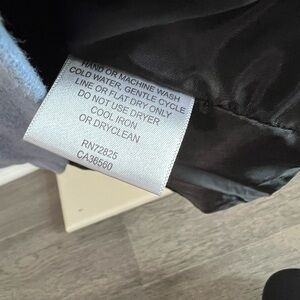 HAND OR MACHINE WASH
COLD WATER, GENTLE CYCLE
LINE OR FLAT DRY ONLY
DO NOT USE DRYER
COOL IRON
OR DRYCLEAN
RN72825
CA36560